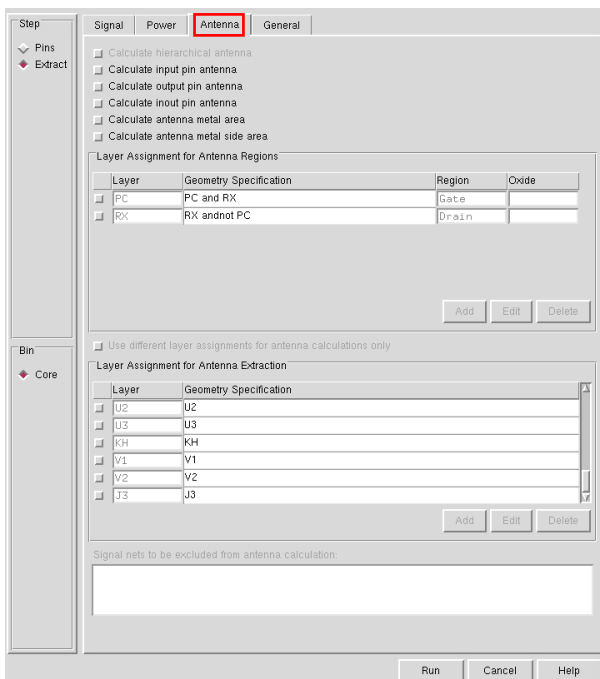 Step
Pins
Extract
Bin
Core
Signal Power Antenna General
Calculate hierarchical antenna
Calculate input pin antenna
Calculate output pin antenna
Calculate inout pin antenna
Calculate antenna metal area
Calculate antenna metal side area
Layer Assignment for Antenna Regions
Layer Geometry Specification Region Oxide
PC PC and RX Gate
RX RX andnot PC Drain
Add Edit Delete
Use different layer assignments for antenna calculations only
Layer Assignment for Antenna Extraction
Layer Geometry Specification
U2 U2
U3 U3
KH KH
V1 V1
V2 V2
J3 J3
Add Edit Delete
Signal nets to be excluded from antenna calculation:
Run Cancel Help